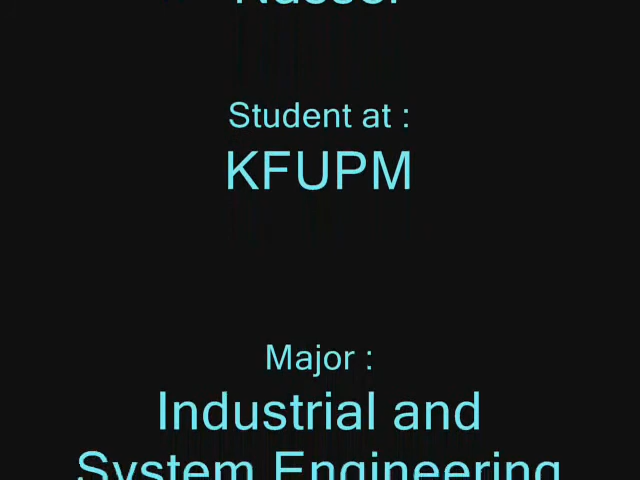 Student at :
KFUPM
Major :
Industrial and
System Engineering